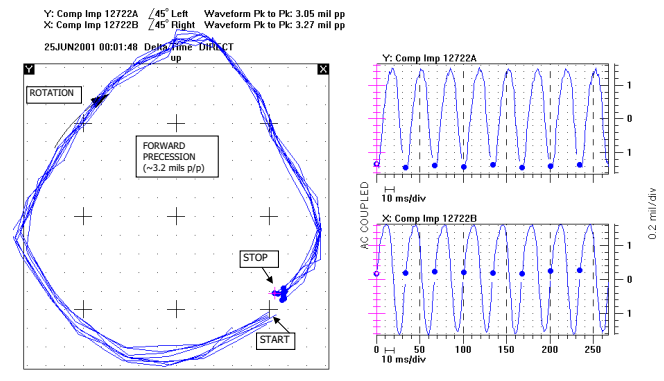 Y: Comp Imp 12722A ∠45° Left Waveform Pk to Pk: 3.05 mil pp
X: Comp Imp 12722B ∠45° Right Waveform Pk to Pk: 3.27 mil pp
25JUN2001 00:01:48 Delta Time DIRECT
up
Y
X
ROTATION
FORWARD
PRECESSION
(~3.2 mils p/p)
STOP
START
Y: Comp Imp 12722A
1
0
1
10 ms/div
AC COUPLED
0.2 mil/div
X: Comp Imp 12722B
1
0
1
0 50 100 150 200 250
10 ms/div